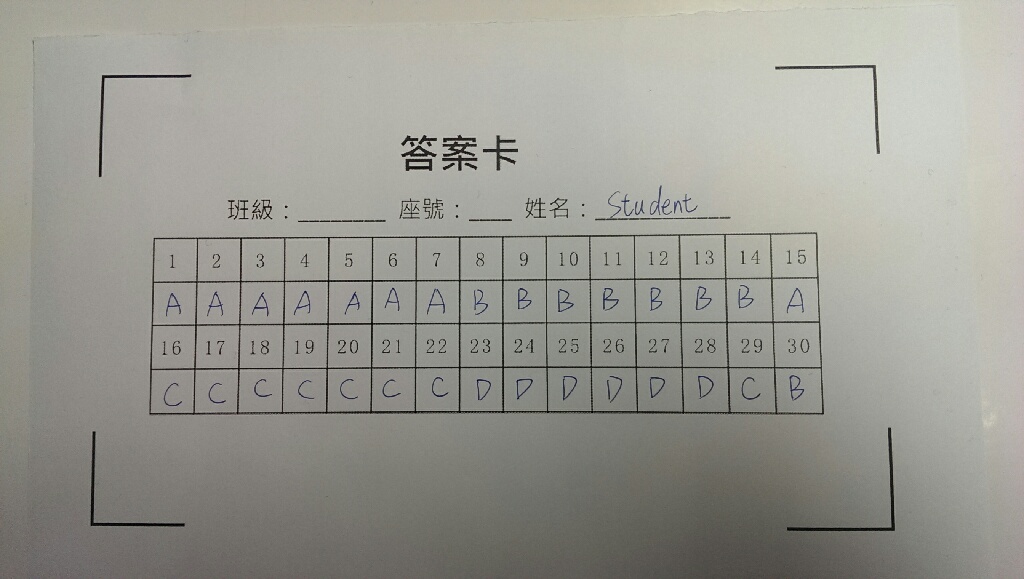 答案卡
班級：________ 座號：____ 姓名：Student
1 2 3 4 5 6 7 8 9 10 11 12 13 14 15
A A A A A A A B B B B B B B A
16 17 18 19 20 21 22 23 24 25 26 27 28 29 30
C C C C C C C D D D D D D C B